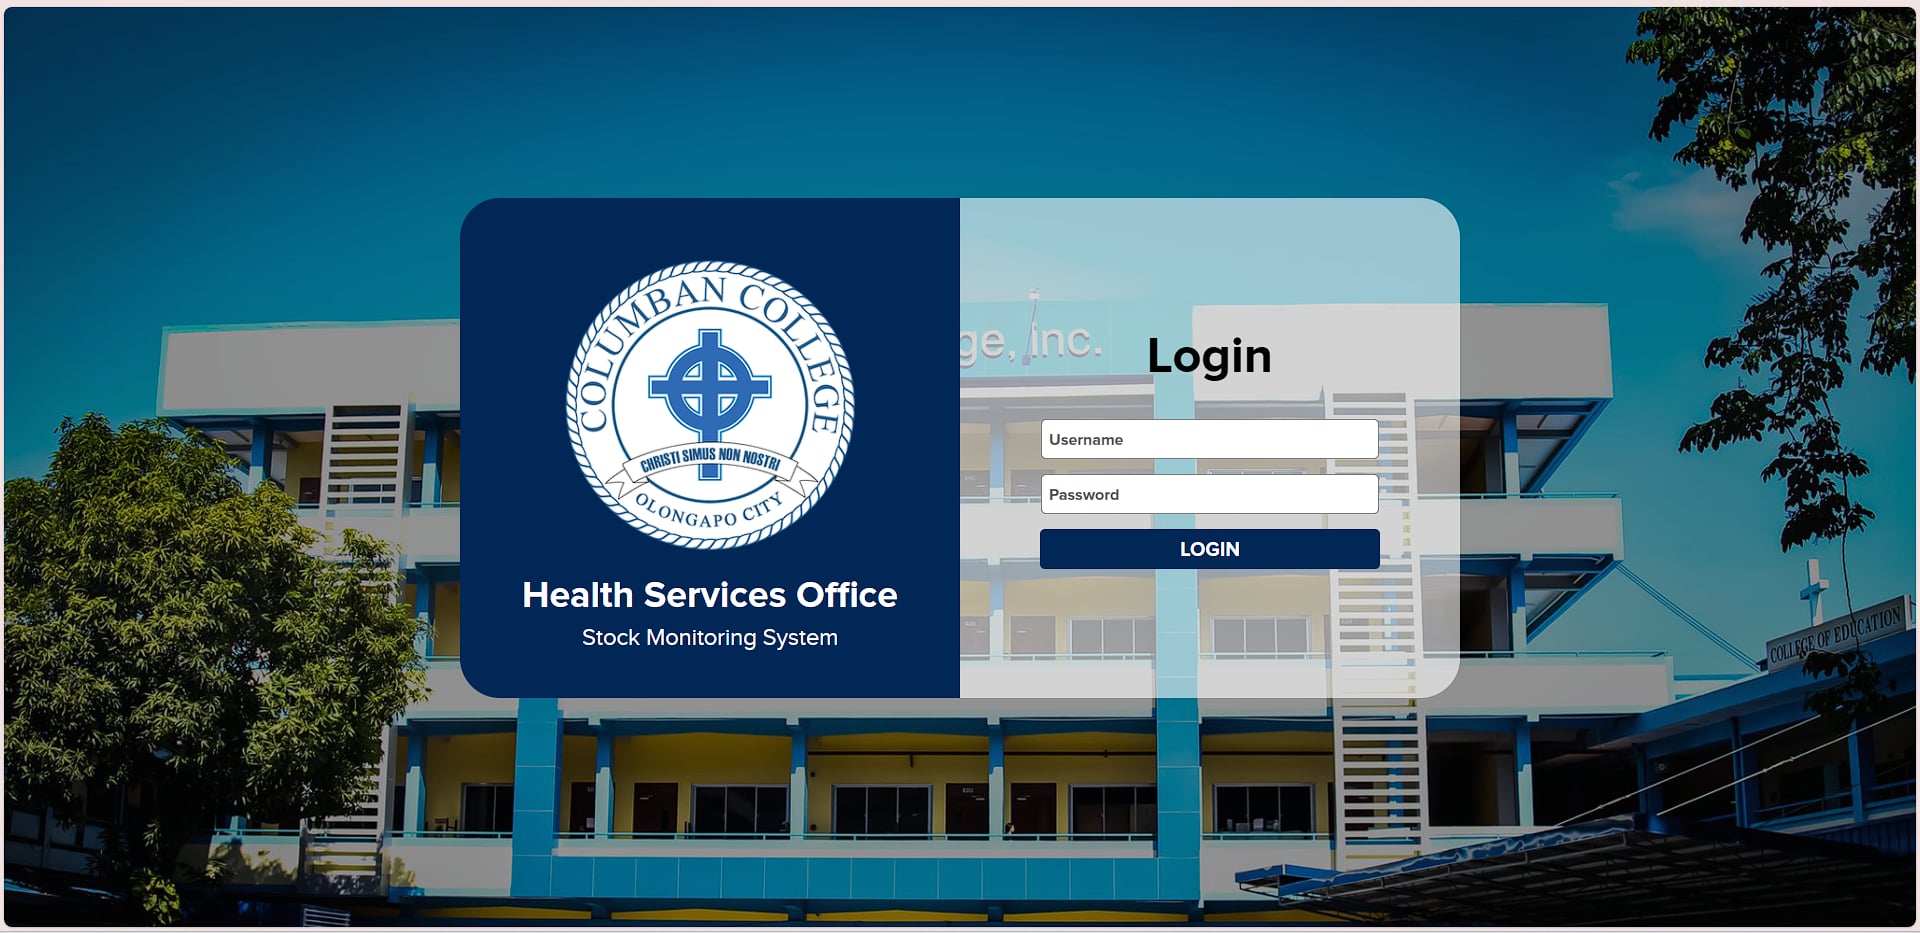 COLUMBAN COLLEGE
CHRISTI SIMUS NON NOSTRI
OLONGAPO CITY
Health Services Office
Stock Monitoring System
ge, inc.
Login
Username
Password
LOGIN
COLLEGE OF EDUCATION